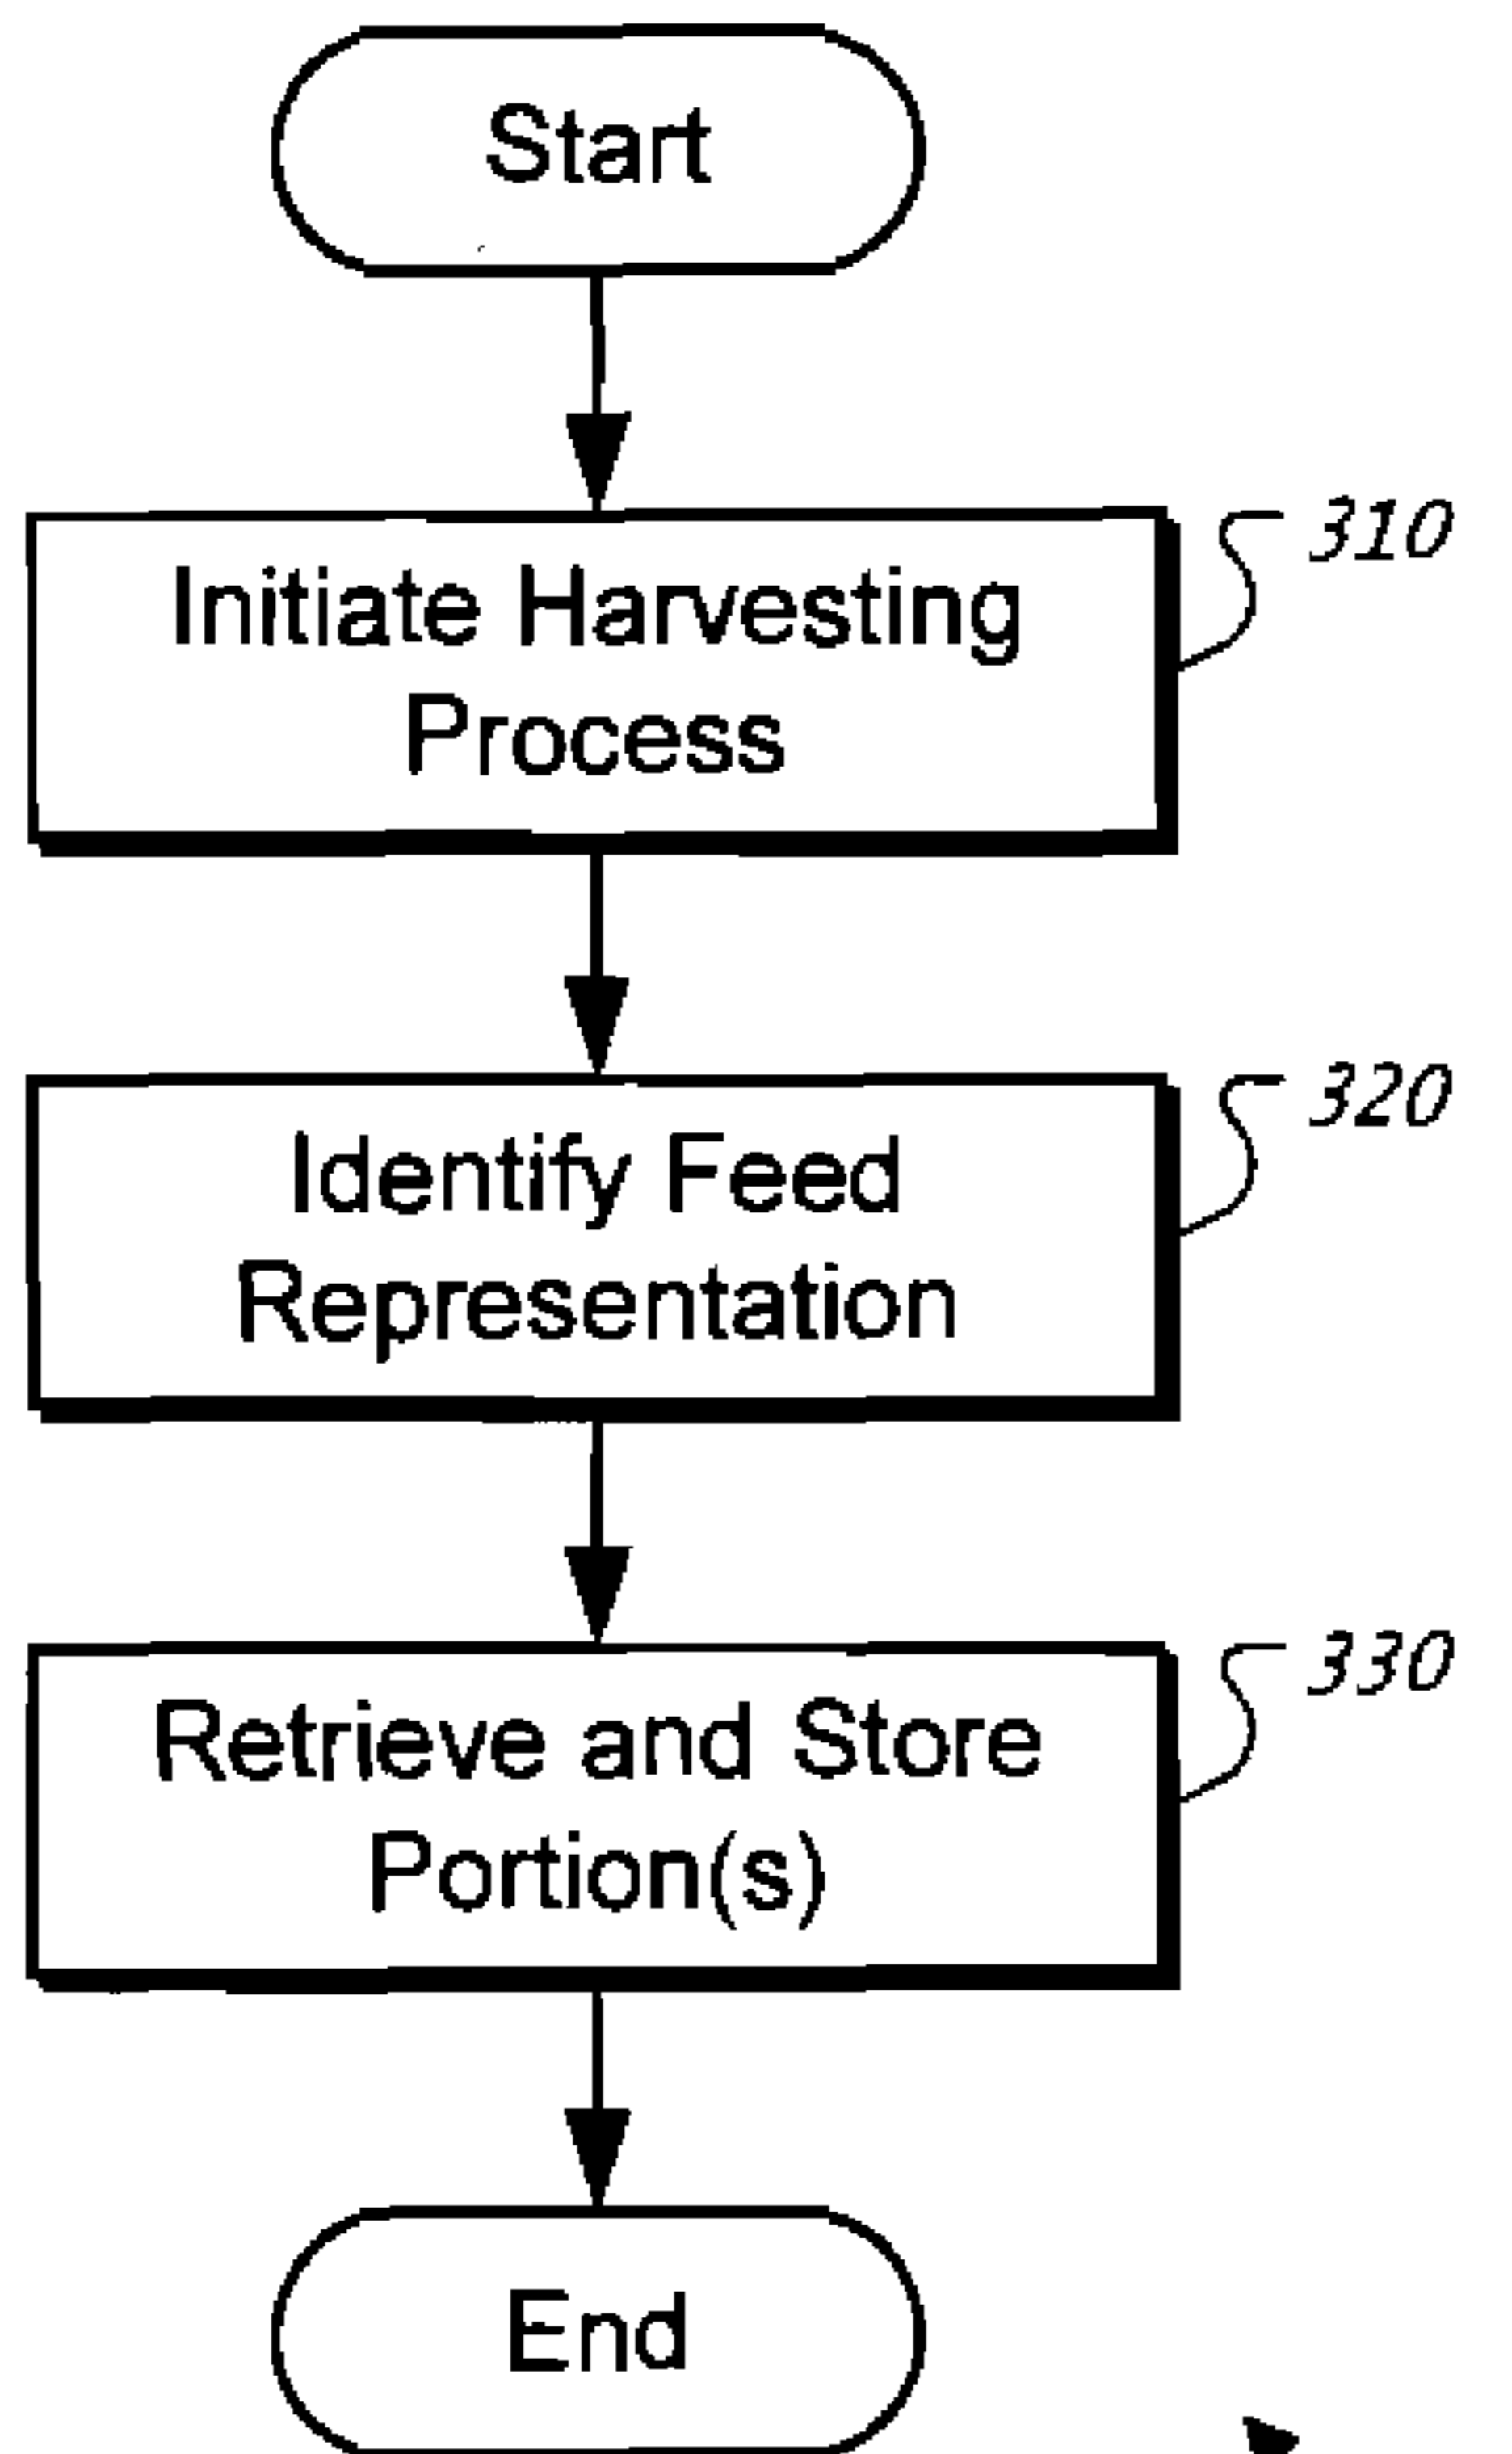 Start
310
Initiate Harvesting
Process
320
Identify Feed
Representation
330
Retrieve and Store
Portion(s)
End